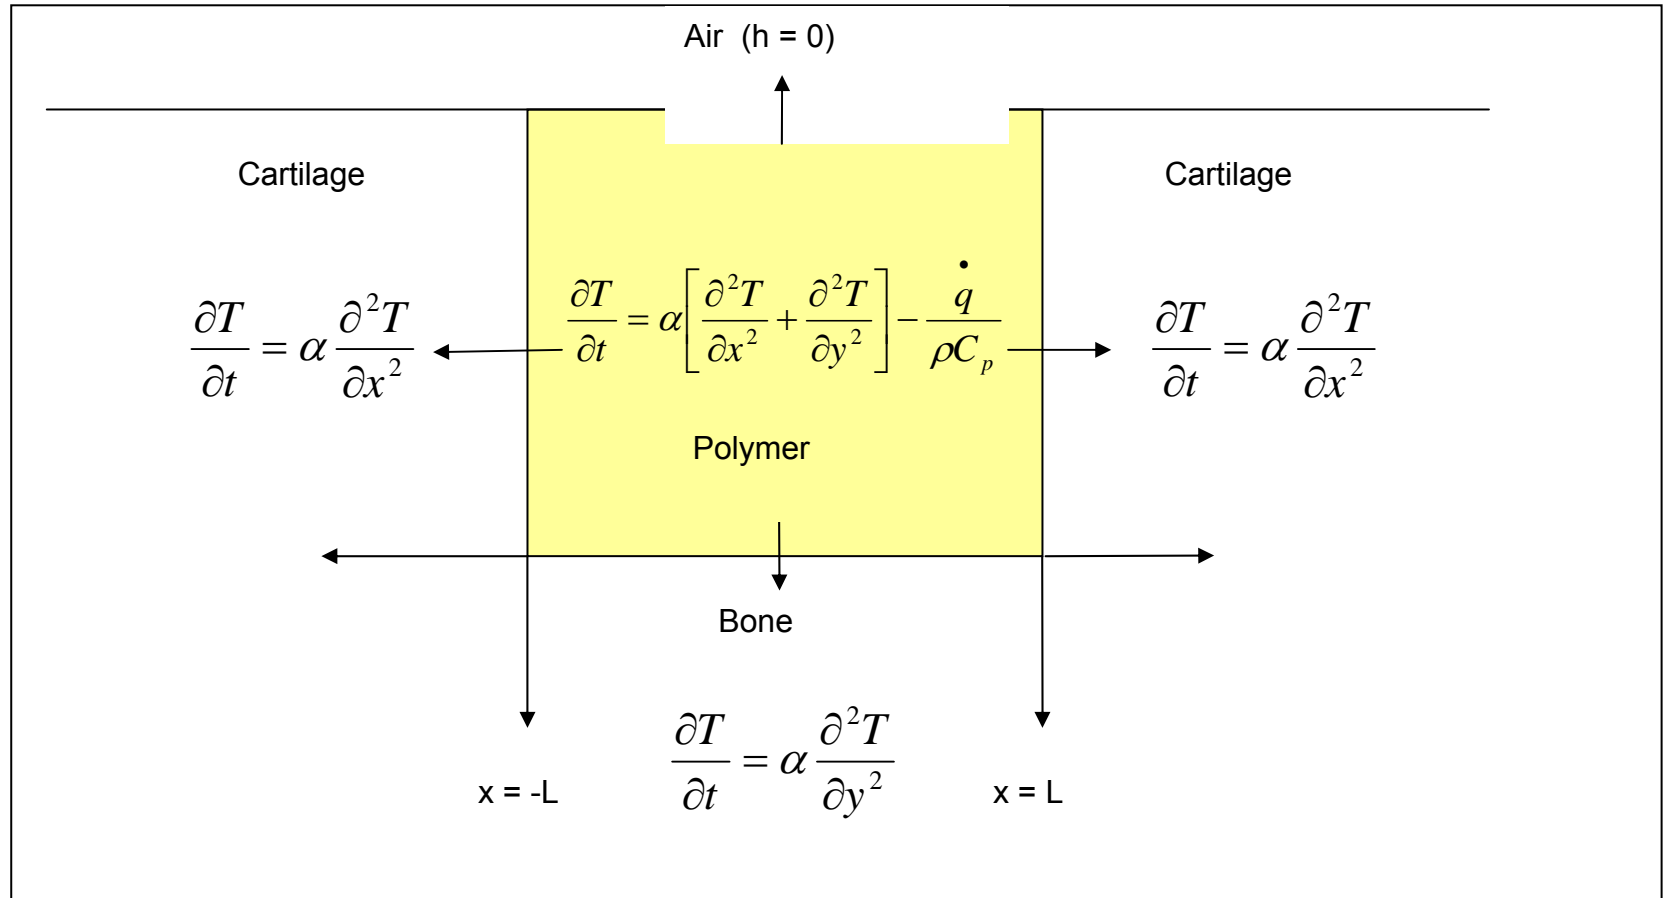 Air (h = 0)
Cartilage
Cartilage
∂T/∂t = α ∂²T/∂x²
∂T/∂t = α[∂²T/∂x² + ∂²T/∂y²] − q̇/ρC_p
∂T/∂t = α ∂²T/∂x²
Polymer
Bone
∂T/∂t = α ∂²T/∂y²
x = -L
x = L